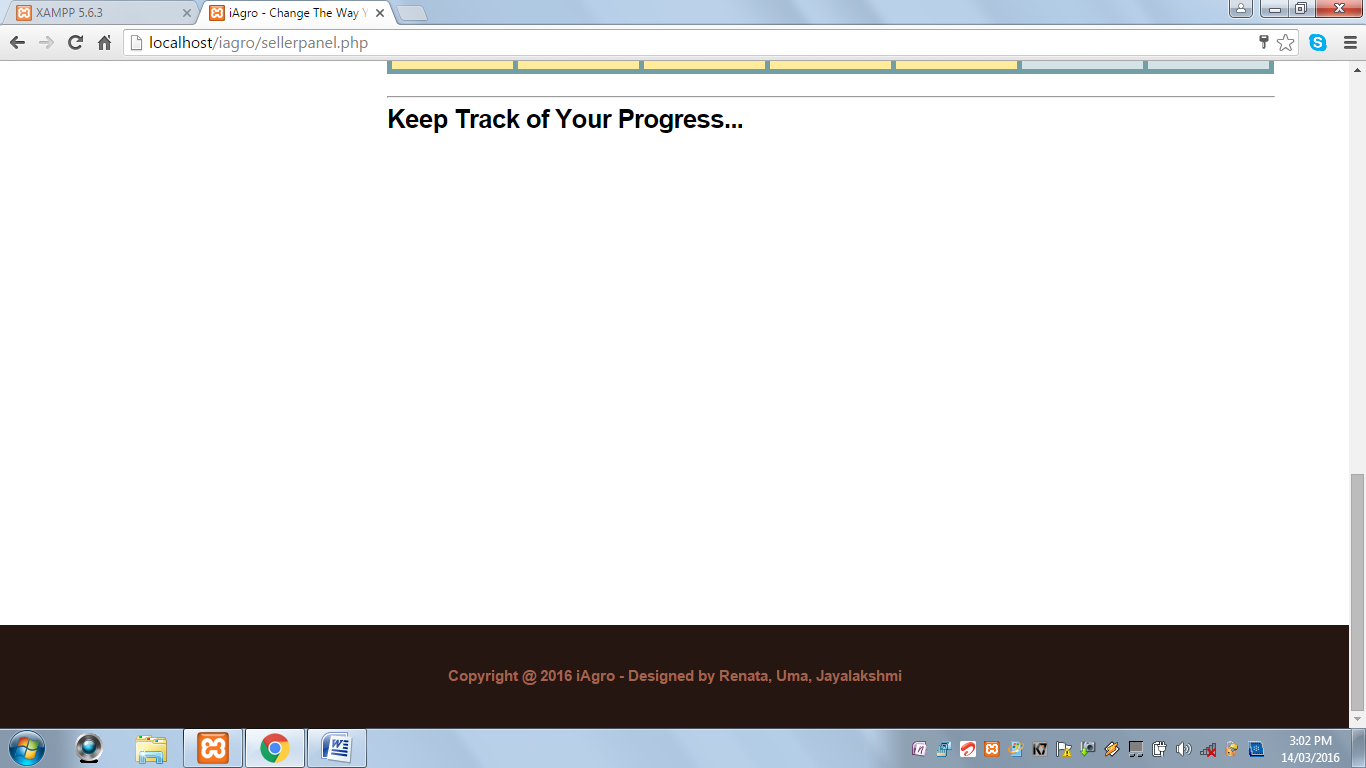 XAMPP 5.6.3
iAgro - Change The Way Y
localhost/iagro/sellerpanel.php
Keep Track of Your Progress...
Copyright @ 2016 iAgro - Designed by Renata, Uma, Jayalakshmi
K7
3:02 PM
14/03/2016